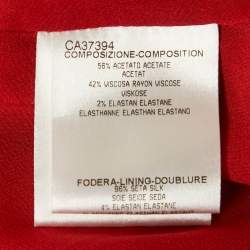 CA37394
COMPOSIZIONE-COMPOSITION
56% ACETATO ACETATE
ACETAT
42% VISCOSA RAYON VISCOSE
VISKOSE
2% ELASTAN ELASTANE
ELASTHANNE ELASTHAN ELASTANO
FODERA-LINING-DOUBLURE
96% SETA SILK
SOIE SEIDE SEDA
4% ELASTAN ELASTANE